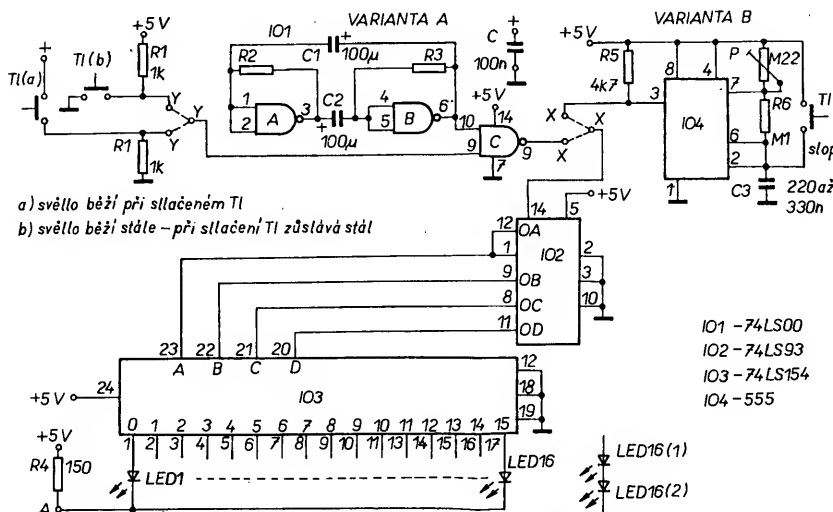 VARIANTA A
VARIANTA B
+5V
R1
1k
Tl(a)
+
Tl(b)
Y
Y
Y
R1
1k
IO1
C1
+
100µ
R2
R3
1
2
A
3
C2
+
100µ
4
5
B
6
+
C
100n
+5V
14
10
9
C
9
7
X
X
X
+5V
R5
4k7
3
8
4
IO4
1
7
6
2
P
M22
R6
M1
Tl
stop
C3
220 až
330n
a) světlo běží při stlačeném Tl
b) světlo běží stále – při stlačení Tl zůstává stát
14
5
+5V
12
OA
1
9
OB
8
OC
11
OD
IO2
2
3
10
23
22
21
20
A
B
C
D
+5V
24
IO3
12
18
19
0 1 2 3 4 5 6 7 8 9 10 11 12 13 14 15
1 2 3 4 5 6 7 8 9 10 11 13 14 15 16 17
+5V
R4
150
A
LED1
LED16
LED16(1)
LED16(2)
IO1 – 74LS00
IO2 – 74LS93
IO3 – 74LS154
IO4 – 555